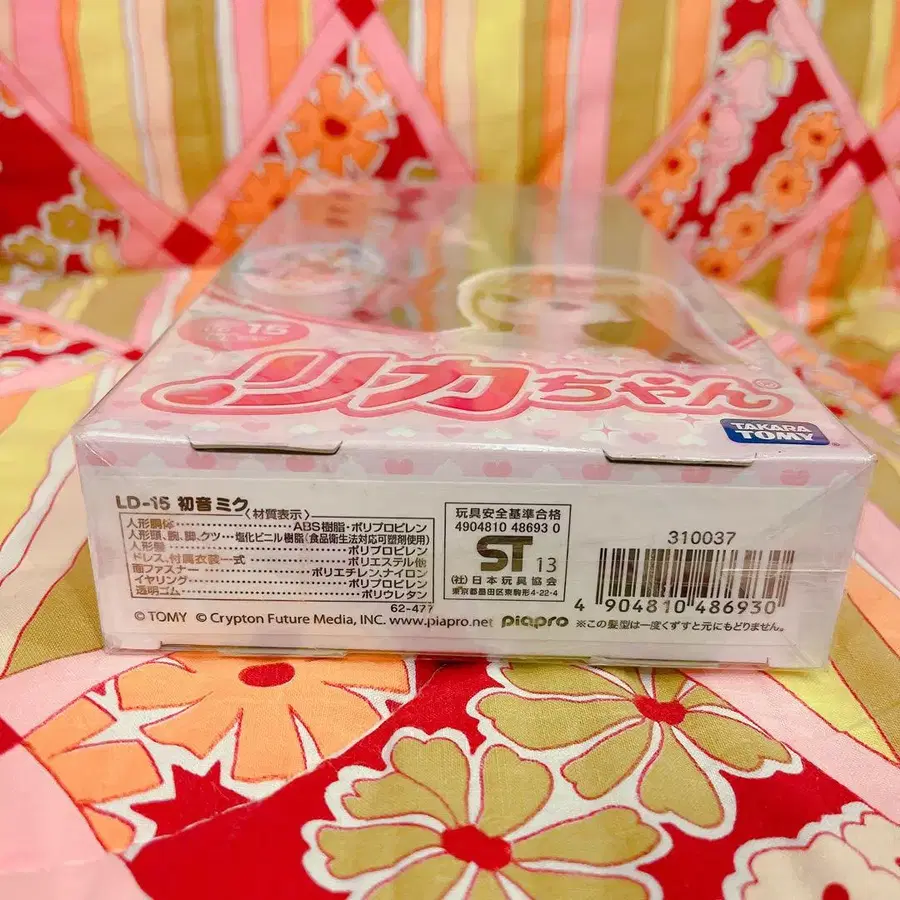 15
リカちゃん
TAKARA TOMY
LD-15 初音ミク
〈材質表示〉
人形胴体 ABS樹脂・ポリプロピレン
人形頭、腕、脚、クツ 塩化ビニル樹脂(食品衛生法対応可塑剤使用)
人形髪 ポリプロピレン
ドレス、付属衣装一式 ポリエステル他
面ファスナー ポリエチレン、ナイロン
イヤリング ポリプロピレン
透明ゴム ポリウレタン
62-477
玩具安全基準合格
4904810 48693 0
ST 13
(社)日本玩具協会
東京都墨田区東駒形4-22-4
310037
4 904810 486930
© TOMY © Crypton Future Media, INC. www.piapro.net piapro
※この髪型は一度くずすと元にもどりません。